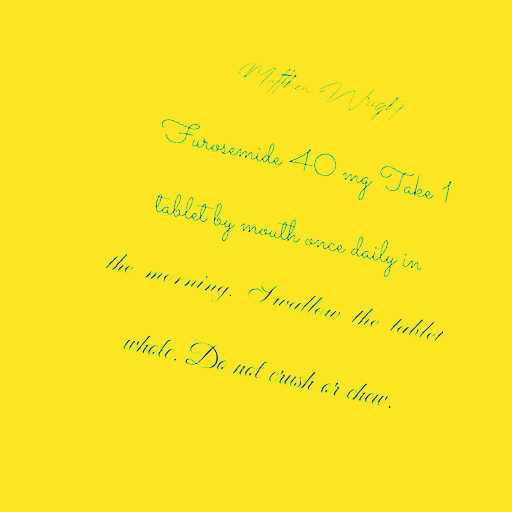 Matthew Wright
Furosemide 40 mg Take 1
tablet by mouth once daily in
the morning. Swallow the tablet
whole. Do not crush or chew.